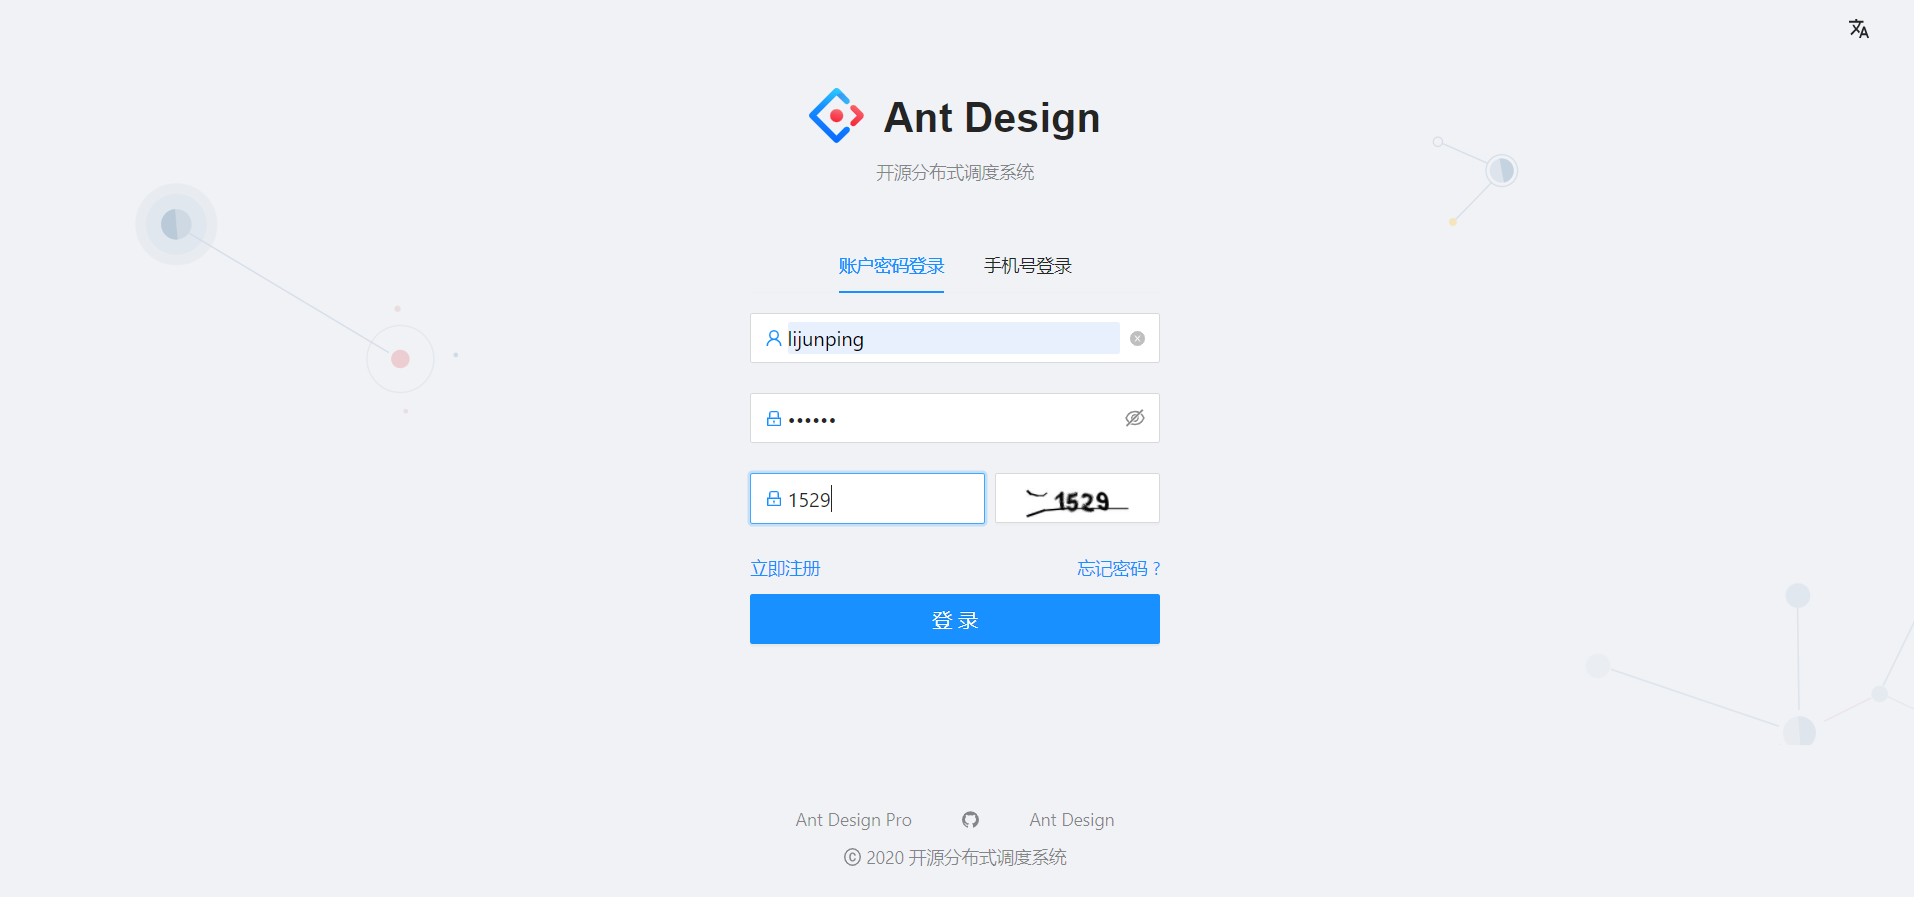 Ant Design
开源分布式调度系统
账户密码登录 手机号登录
lijunping
••••••
1529 1529
立即注册 忘记密码 ?
登 录
Ant Design Pro Ant Design
© 2020 开源分布式调度系统